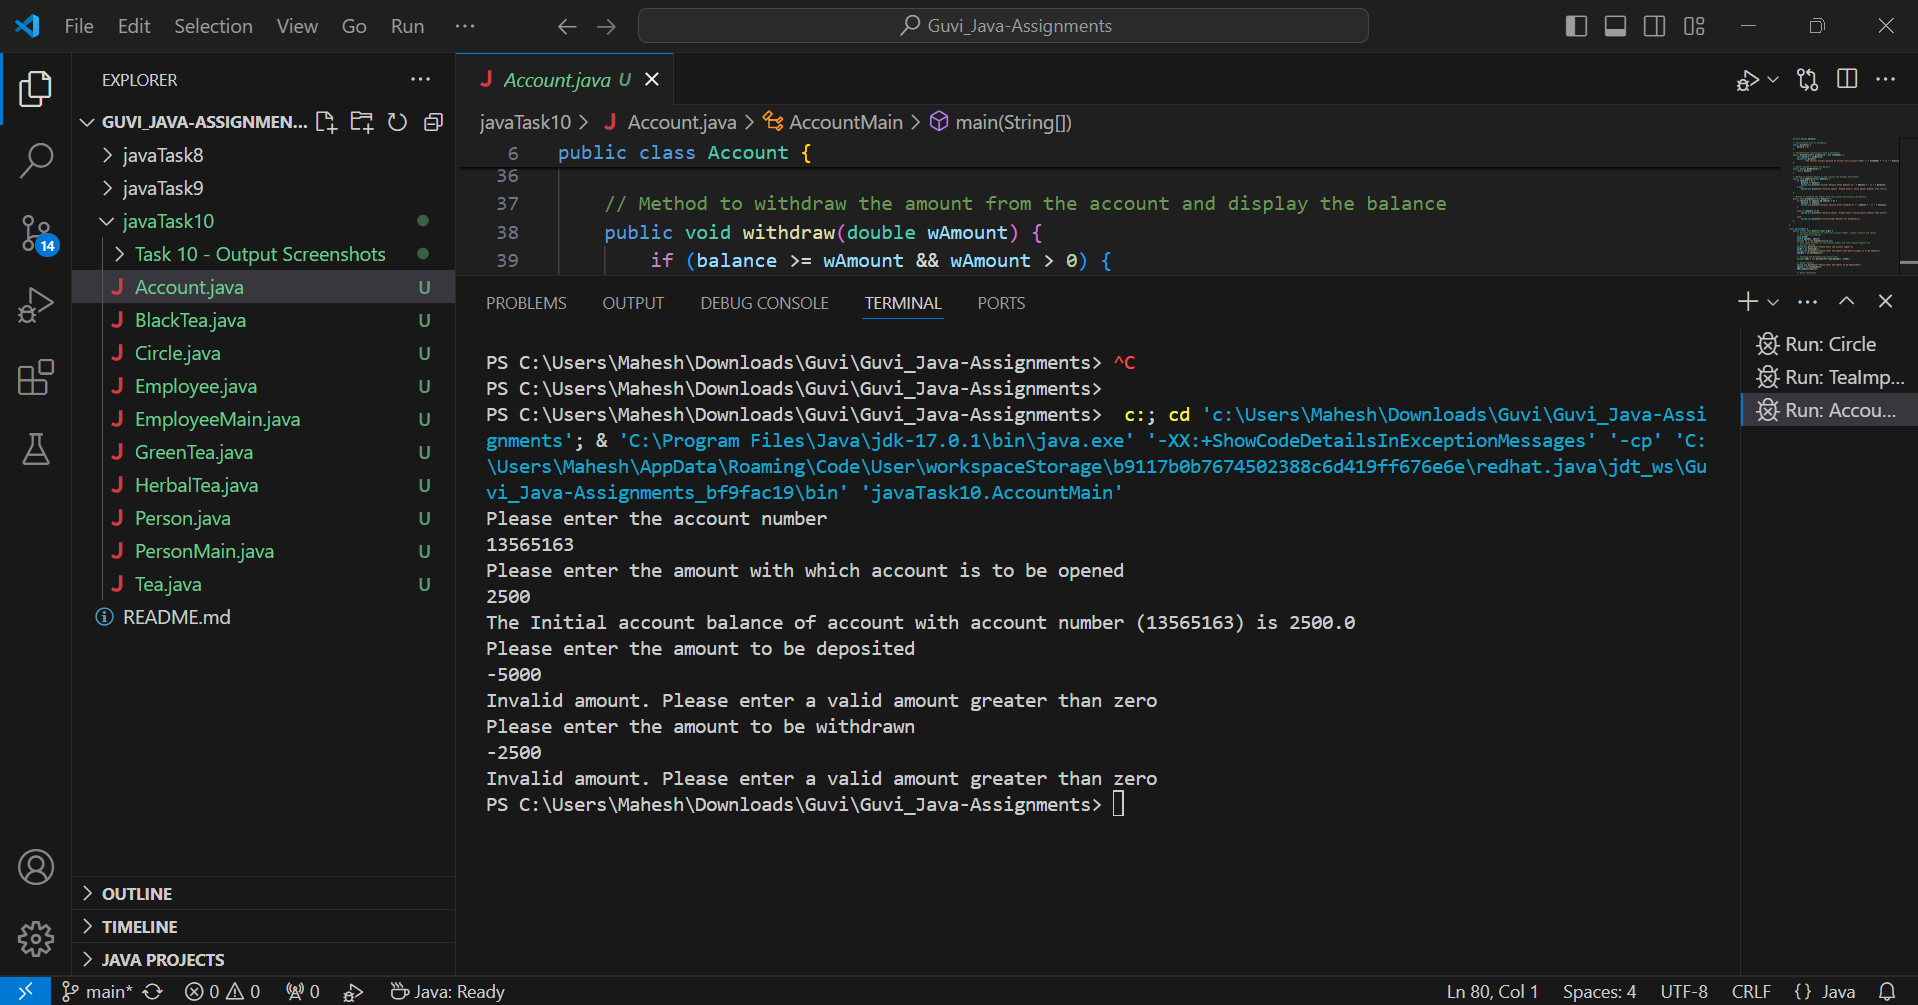 File Edit Selection View Go Run ··· Guvi_Java-Assignments
EXPLORER
GUVI_JAVA-ASSIGNMEN...
javaTask8
javaTask9
javaTask10
Task 10 - Output Screenshots
Account.java U
BlackTea.java U
Circle.java U
Employee.java U
EmployeeMain.java U
GreenTea.java U
HerbalTea.java U
Person.java U
PersonMain.java U
Tea.java U
README.md
14
OUTLINE
TIMELINE
JAVA PROJECTS
J Account.java U
javaTask10 > J Account.java > AccountMain > main(String[])
6 public class Account {
36
37 // Method to withdraw the amount from the account and display the balance
38 public void withdraw(double wAmount) {
39 if (balance >= wAmount && wAmount > 0) {
PROBLEMS OUTPUT DEBUG CONSOLE TERMINAL PORTS
PS C:\Users\Mahesh\Downloads\Guvi\Guvi_Java-Assignments> ^C
PS C:\Users\Mahesh\Downloads\Guvi\Guvi_Java-Assignments>
PS C:\Users\Mahesh\Downloads\Guvi\Guvi_Java-Assignments>  c:; cd 'c:\Users\Mahesh\Downloads\Guvi\Guvi_Java-Assi
gnments'; & 'C:\Program Files\Java\jdk-17.0.1\bin\java.exe' '-XX:+ShowCodeDetailsInExceptionMessages' '-cp' 'C:
\Users\Mahesh\AppData\Roaming\Code\User\workspaceStorage\b9117b0b7674502388c6d419ff676e6e\redhat.java\jdt_ws\Gu
vi_Java-Assignments_bf9fac19\bin' 'javaTask10.AccountMain'
Please enter the account number
13565163
Please enter the amount with which account is to be opened
2500
The Initial account balance of account with account number (13565163) is 2500.0
Please enter the amount to be deposited
-5000
Invalid amount. Please enter a valid amount greater than zero
Please enter the amount to be withdrawn
-2500
Invalid amount. Please enter a valid amount greater than zero
PS C:\Users\Mahesh\Downloads\Guvi\Guvi_Java-Assignments>
Run: Circle
Run: TeaImp...
Run: Accou...
main* 0 0 0 Java: Ready Ln 80, Col 1 Spaces: 4 UTF-8 CRLF {} Java